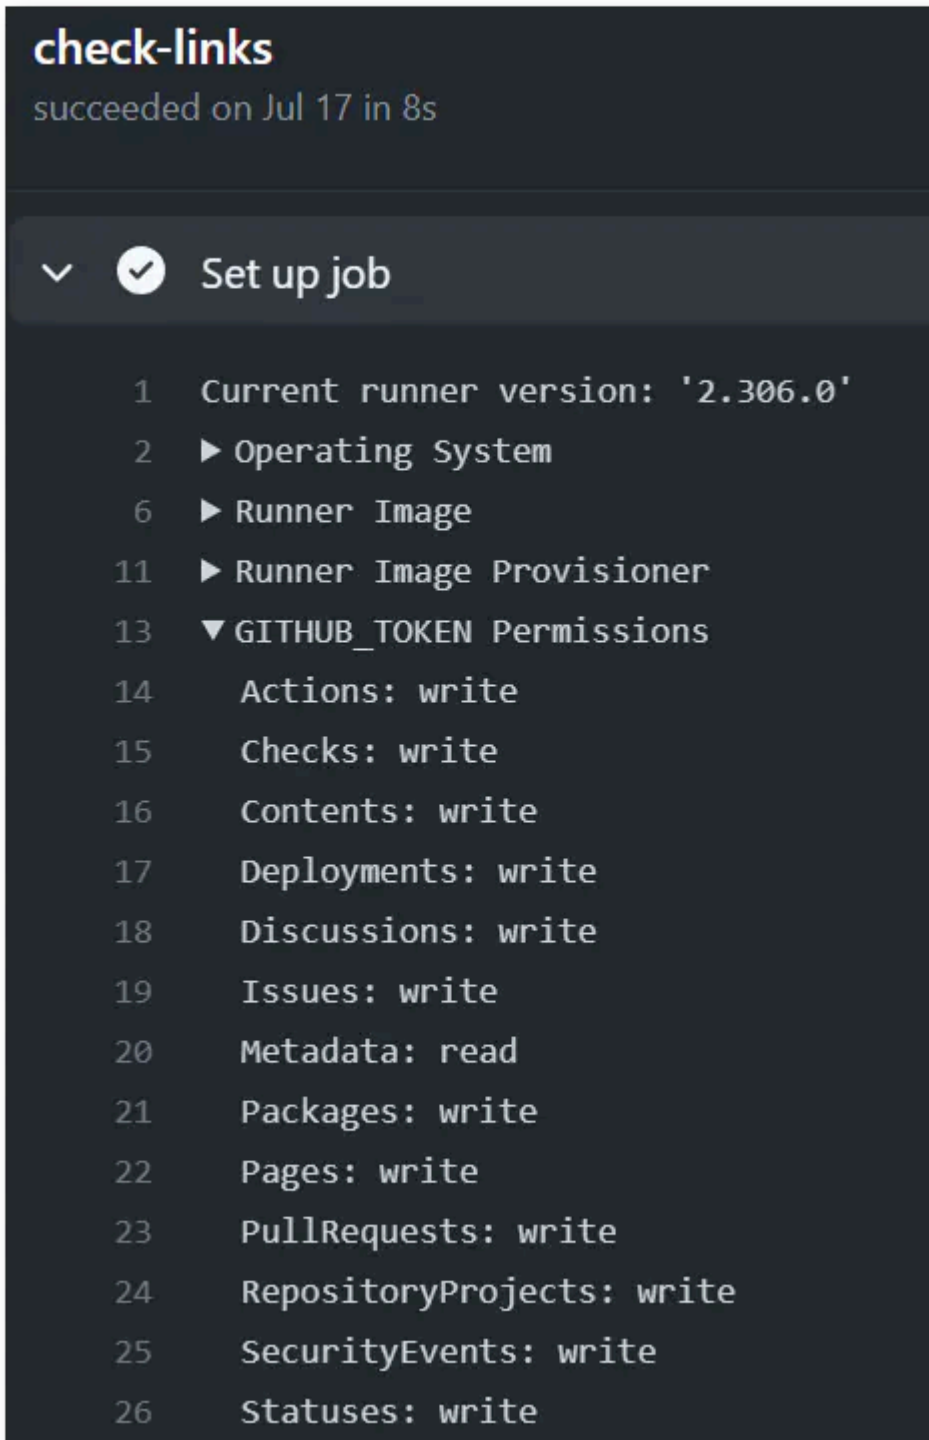 check-links
succeeded on Jul 17 in 8s
Set up job
1 Current runner version: '2.306.0'
2 ▶ Operating System
6 ▶ Runner Image
11 ▶ Runner Image Provisioner
13 ▼ GITHUB_TOKEN Permissions
14 Actions: write
15 Checks: write
16 Contents: write
17 Deployments: write
18 Discussions: write
19 Issues: write
20 Metadata: read
21 Packages: write
22 Pages: write
23 PullRequests: write
24 RepositoryProjects: write
25 SecurityEvents: write
26 Statuses: write